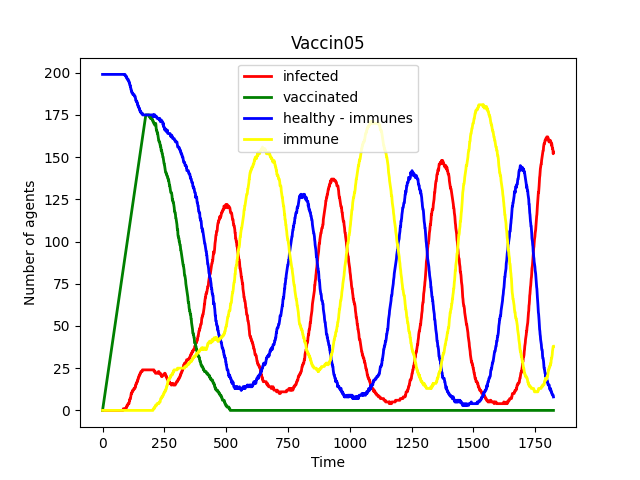 Vaccin05
infected
vaccinated
healthy - immunes
immune
Number of agents
200
175
150
125
100
75
50
25
0
0 250 500 750 1000 1250 1500 1750
Time